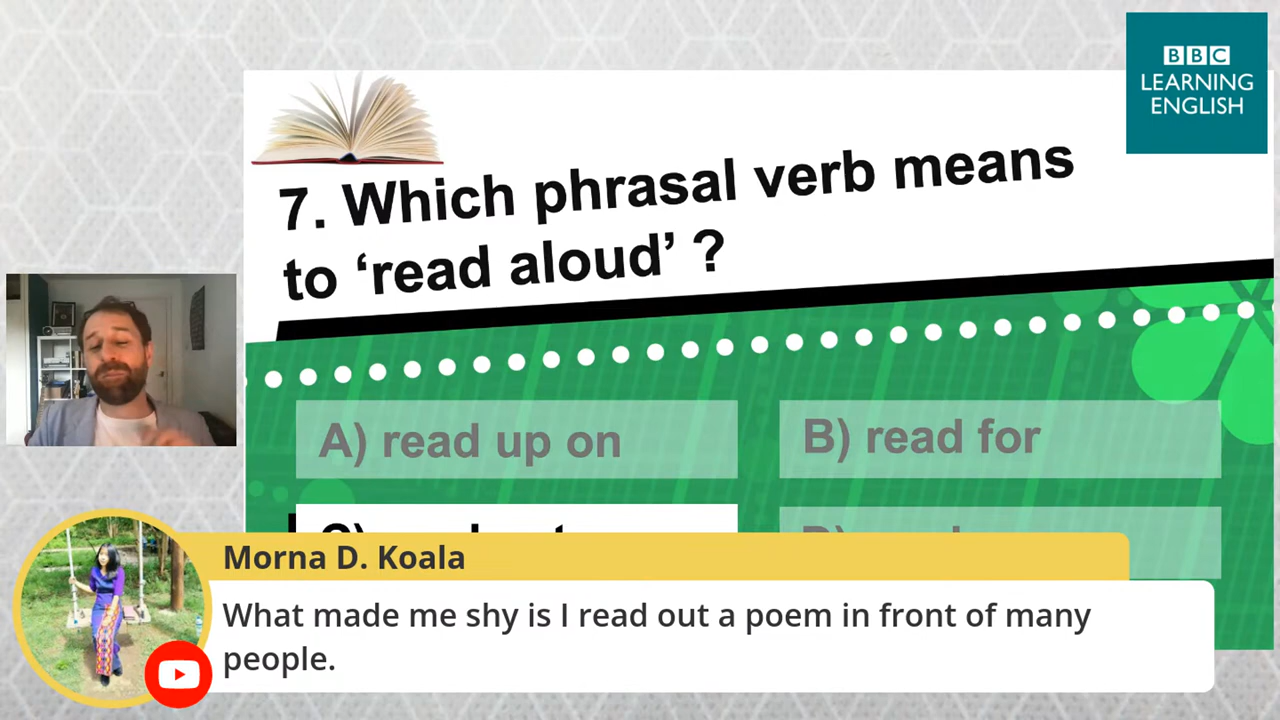 BBC
LEARNING
ENGLISH
7. Which phrasal verb means
to ‘read aloud’ ?
A) read up on
B) read for
Morna D. Koala
What made me shy is I read out a poem in front of many
people.